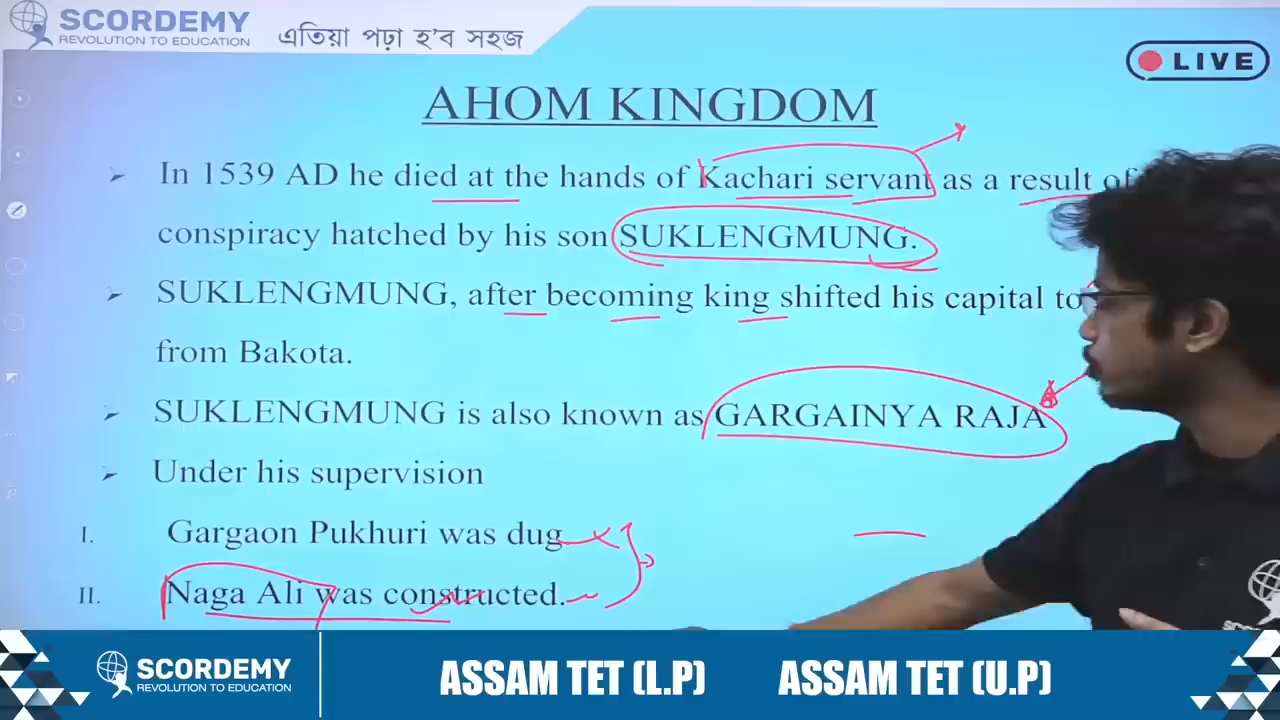 SCORDEMY
REVOLUTION TO EDUCATION
এতিয়া পঢ়া হ'ব সহজ
LIVE
AHOM KINGDOM
➢ In 1539 AD he died at the hands of Kachari servant as a result of
conspiracy hatched by his son SUKLENGMUNG.
➢ SUKLENGMUNG, after becoming king shifted his capital to
from Bakota.
➢ SUKLENGMUNG is also known as GARGAINYA RAJA
➢ Under his supervision
I. Gargaon Pukhuri was dug
II. Naga Ali was constructed.
SCORDEMY
REVOLUTION TO EDUCATION
ASSAM TET (L.P) ASSAM TET (U.P)